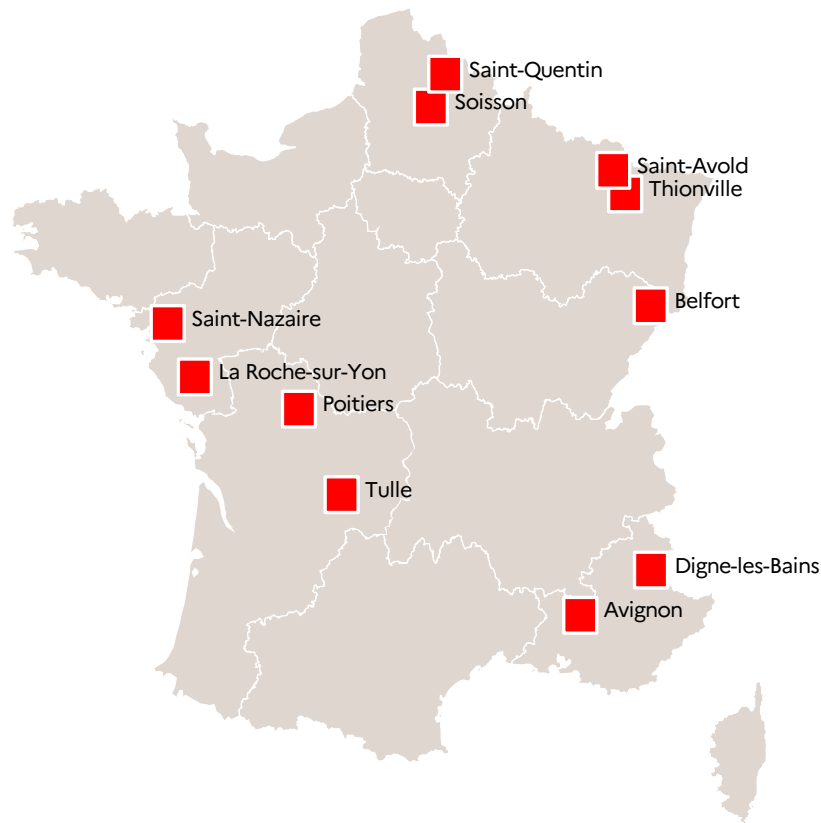 Saint-Quentin
Soisson
Saint-Avold
Thionville
Belfort
Saint-Nazaire
La Roche-sur-Yon
Poitiers
Tulle
Digne-les-Bains
Avignon